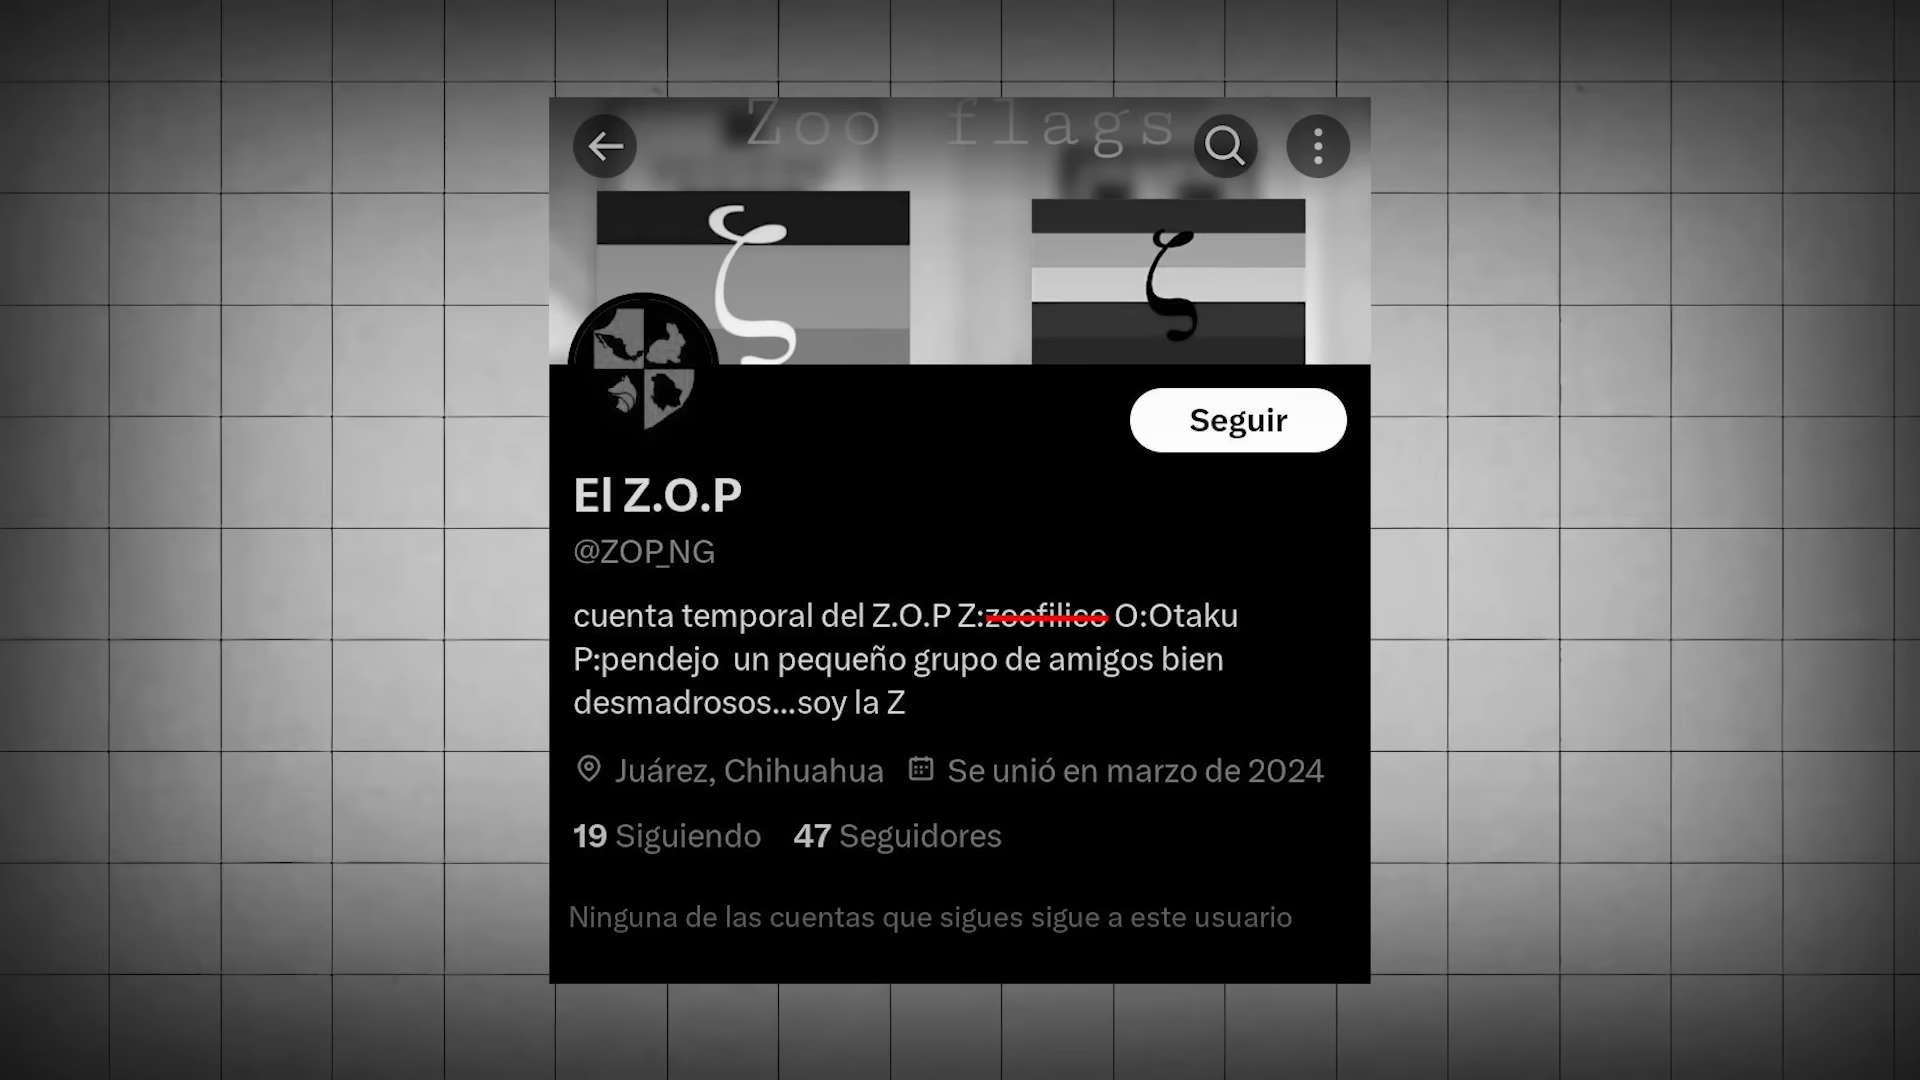 Zoo flags
ζ ζ
Seguir
El Z.O.P
@ZOP_NG
cuenta temporal del Z.O.P Z:zoofilico O:Otaku
P:pendejo un pequeño grupo de amigos bien
desmadrosos...soy la Z
Juárez, Chihuahua Se unió en marzo de 2024
19 Siguiendo 47 Seguidores
Ninguna de las cuentas que sigues sigue a este usuario